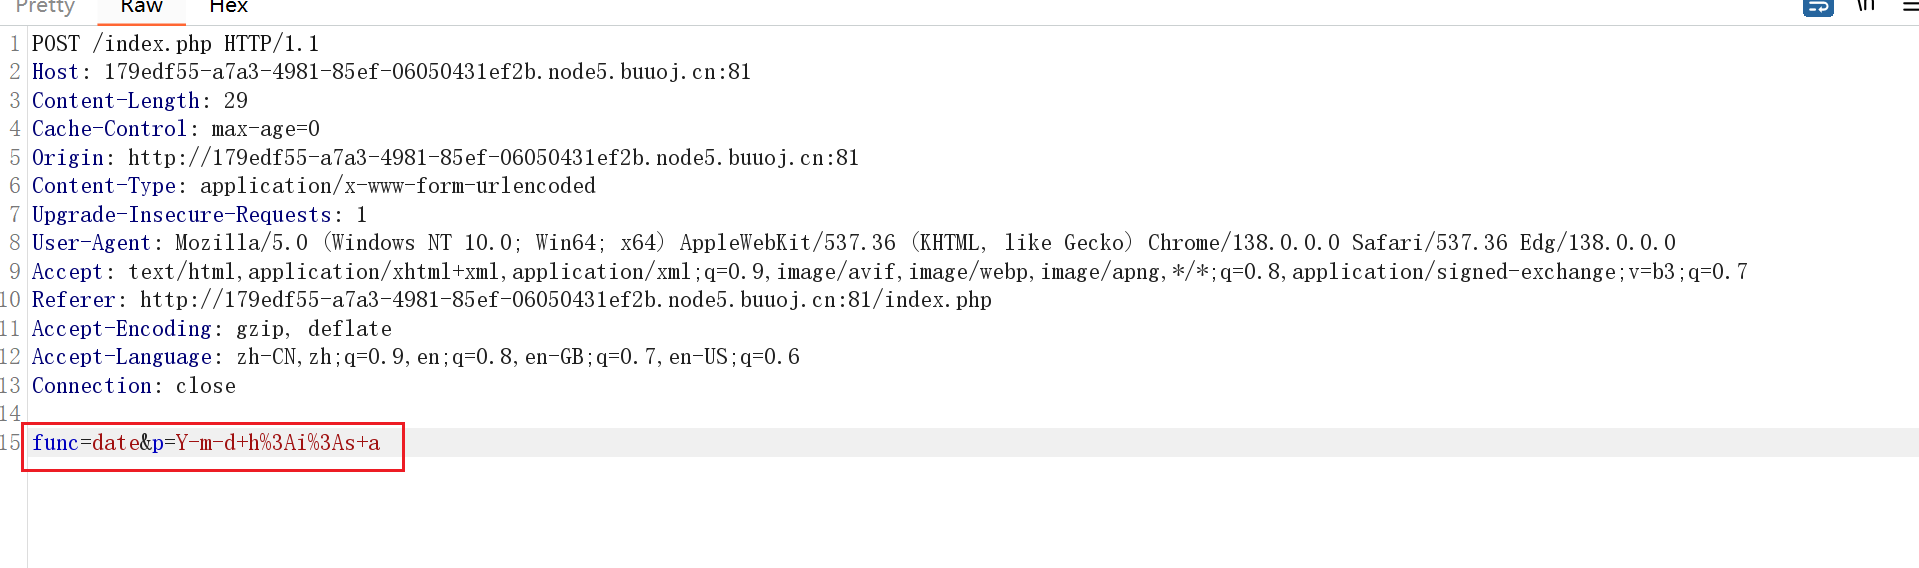 Pretty Raw Hex \n
1 POST /index.php HTTP/1.1
2 Host: 179edf55-a7a3-4981-85ef-06050431ef2b.node5.buuoj.cn:81
3 Content-Length: 29
4 Cache-Control: max-age=0
5 Origin: http://179edf55-a7a3-4981-85ef-06050431ef2b.node5.buuoj.cn:81
6 Content-Type: application/x-www-form-urlencoded
7 Upgrade-Insecure-Requests: 1
8 User-Agent: Mozilla/5.0 (Windows NT 10.0; Win64; x64) AppleWebKit/537.36 (KHTML, like Gecko) Chrome/138.0.0.0 Safari/537.36 Edg/138.0.0.0
9 Accept: text/html,application/xhtml+xml,application/xml;q=0.9,image/avif,image/webp,image/apng,*/*;q=0.8,application/signed-exchange;v=b3;q=0.7
10 Referer: http://179edf55-a7a3-4981-85ef-06050431ef2b.node5.buuoj.cn:81/index.php
11 Accept-Encoding: gzip, deflate
12 Accept-Language: zh-CN,zh;q=0.9,en;q=0.8,en-GB;q=0.7,en-US;q=0.6
13 Connection: close
14
15 func=date&p=Y-m-d+h%3Ai%3As+a